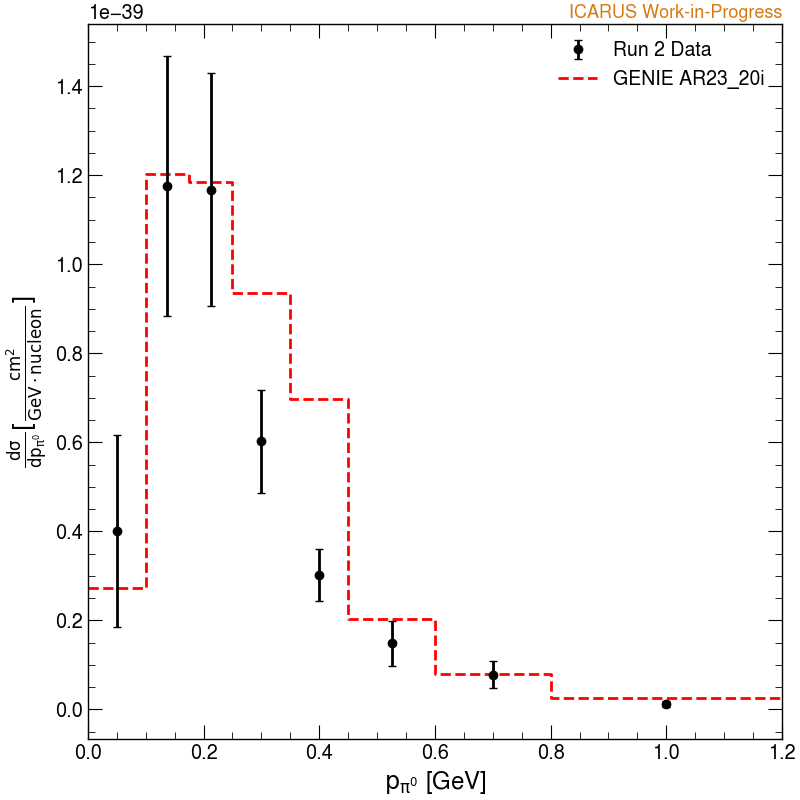 1e−39
ICARUS Work-in-Progress
Run 2 Data
GENIE AR23_20i
1.4
1.2
1.0
0.8
0.6
0.4
0.2
0.0
dσ/dp_π⁰ [cm²/GeV · nucleon]
0.0 0.2 0.4 0.6 0.8 1.0 1.2
p_π⁰ [GeV]